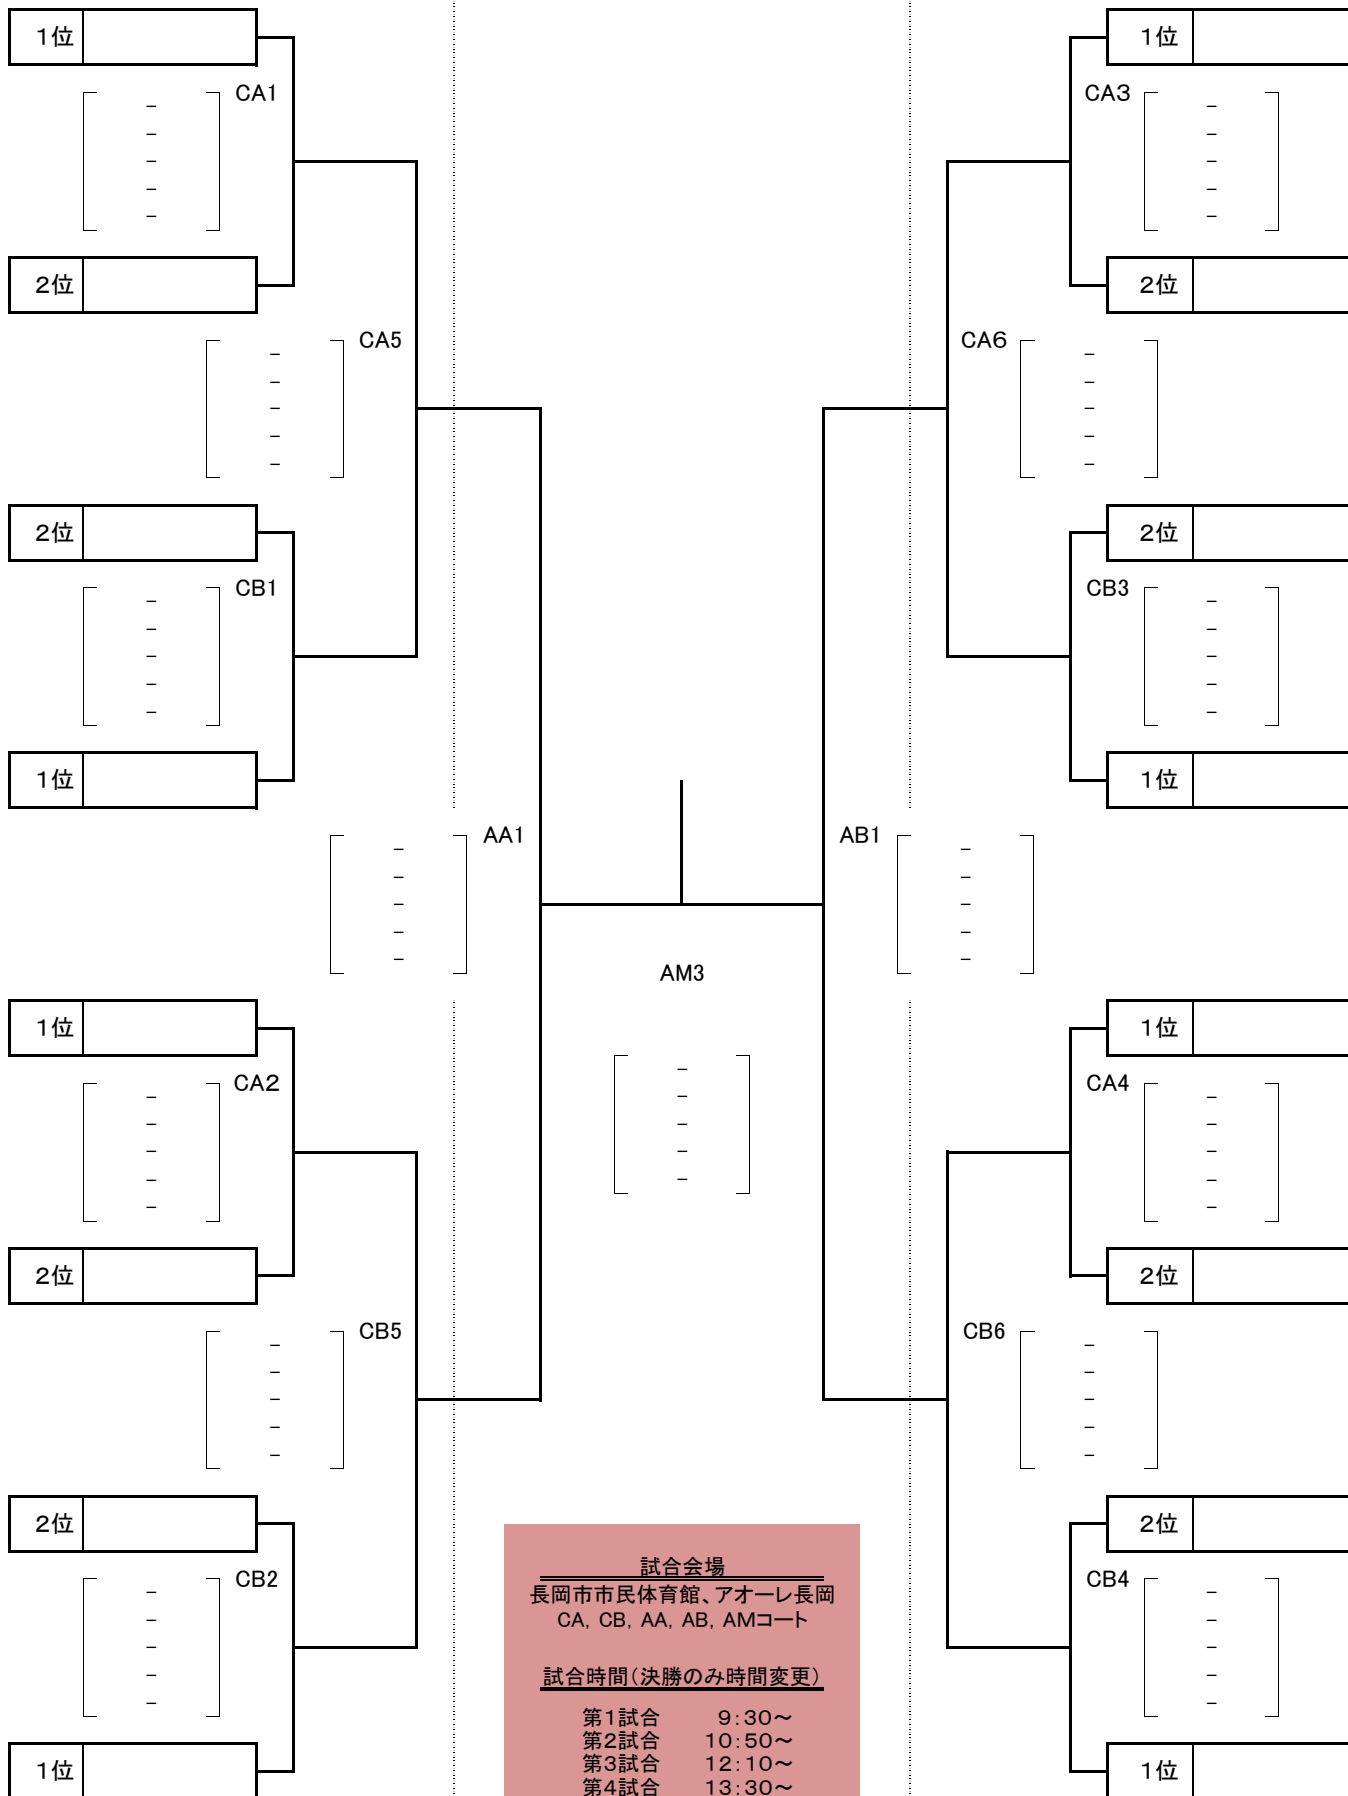 1位
1位
CA1
CA3
-
-
-
-
-
-
-
-
-
-
2位
2位
CA5
CA6
-
-
-
-
-
-
-
-
-
-
2位
2位
CB1
CB3
-
-
-
-
-
-
-
-
-
-
1位
1位
AA1
AB1
-
-
-
-
-
-
-
-
-
-
AM3
-
-
-
-
-
1位
1位
CA2
CA4
-
-
-
-
-
-
-
-
-
-
2位
2位
CB5
CB6
-
-
-
-
-
-
-
-
-
-
2位
2位
CB2
CB4
-
-
-
-
-
-
-
-
-
-
1位
1位
試合会場
長岡市市民体育館、アオーレ長岡
CA, CB, AA, AB, AMコート
試合時間(決勝のみ時間変更)
第1試合 9:30～
第2試合 10:50～
第3試合 12:10～
第4試合 13:30～